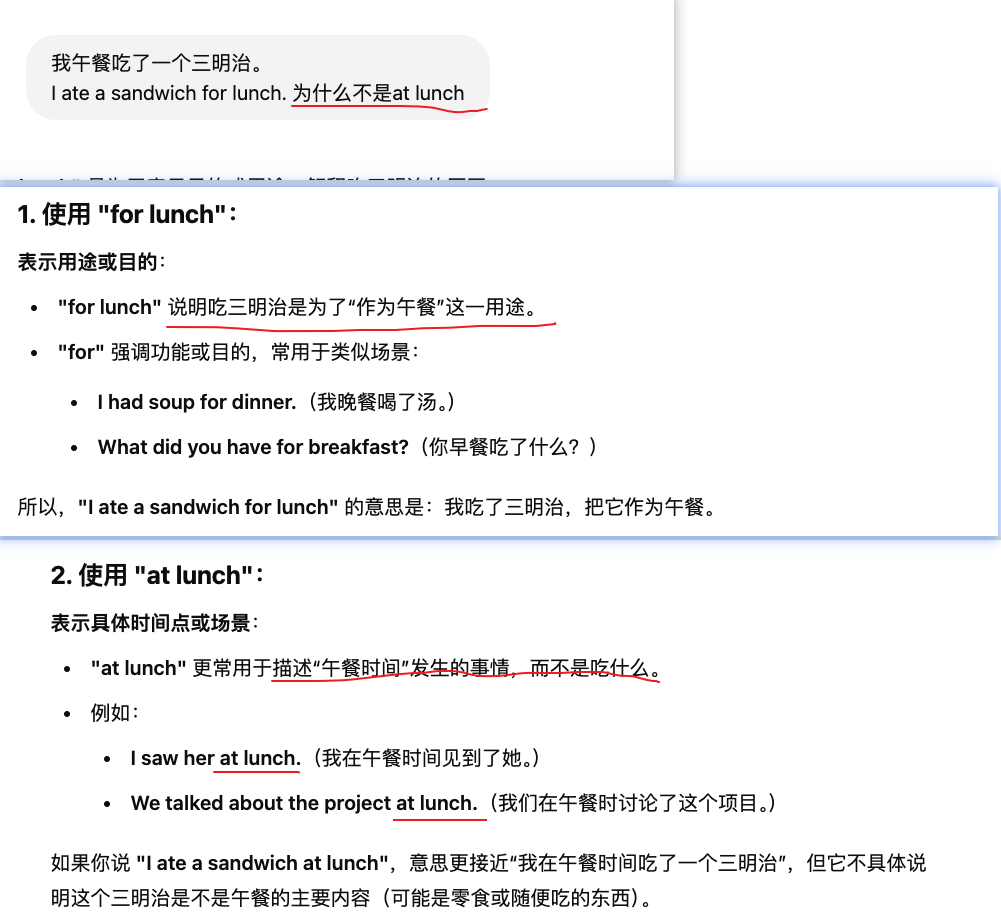 我午餐吃了一个三明治。
I ate a sandwich for lunch. 为什么不是at lunch
1. 使用 "for lunch"：
表示用途或目的：
• "for lunch" 说明吃三明治是为了“作为午餐”这一用途。
• "for" 强调功能或目的，常用于类似场景：
• I had soup for dinner.（我晚餐喝了汤。）
• What did you have for breakfast?（你早餐吃了什么？）
所以，"I ate a sandwich for lunch" 的意思是：我吃了三明治，把它作为午餐。
2. 使用 "at lunch"：
表示具体时间点或场景：
• "at lunch" 更常用于描述“午餐时间”发生的事情，而不是吃什么。
• 例如：
• I saw her at lunch.（我在午餐时间见到了她。）
• We talked about the project at lunch.（我们在午餐时讨论了这个项目。）
如果你说 "I ate a sandwich at lunch"，意思更接近“我在午餐时间吃了一个三明治”，但它不具体说
明这个三明治是不是午餐的主要内容（可能是零食或随便吃的东西）。